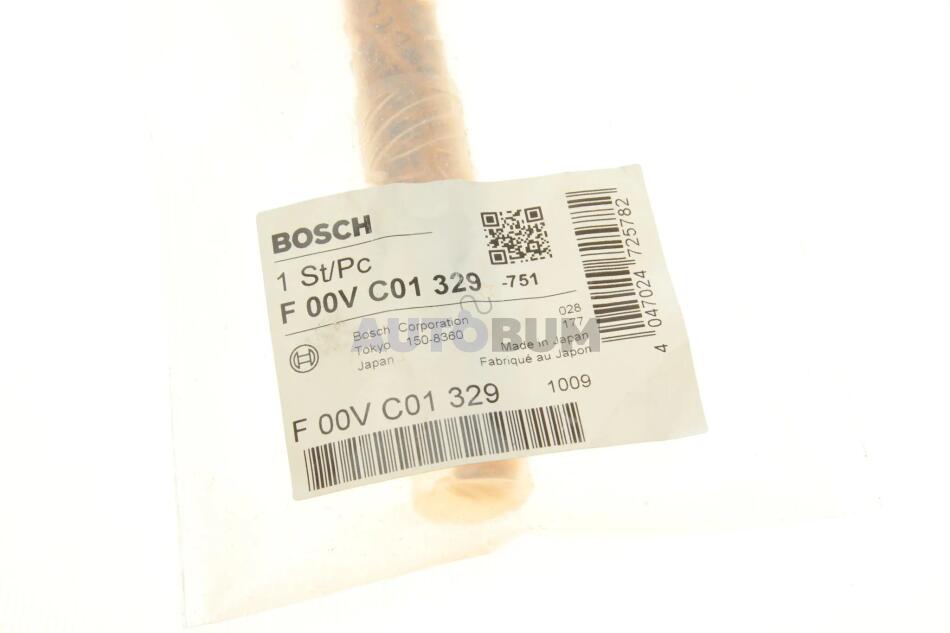 BOSCH
1 St/Pc
F 00V C01 329 -751
Bosch Corporation
Tokyo 150-8360
Japan
028
177
Made in Japan
Fabriqué au Japon
4 047024 725782
AUTOBUM
F 00V C01 329 1009